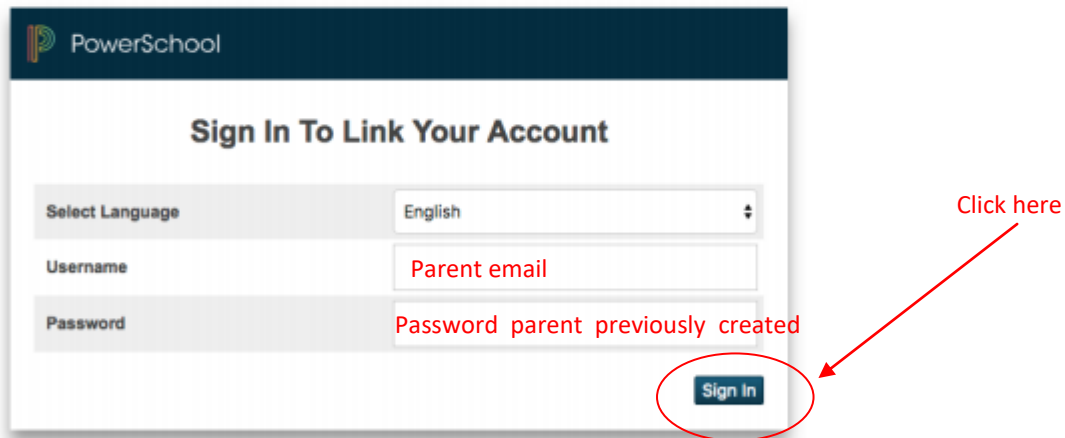 PowerSchool
Sign In To Link Your Account
Select Language English
Click here
Username Parent email
Password Password parent previously created
Sign In